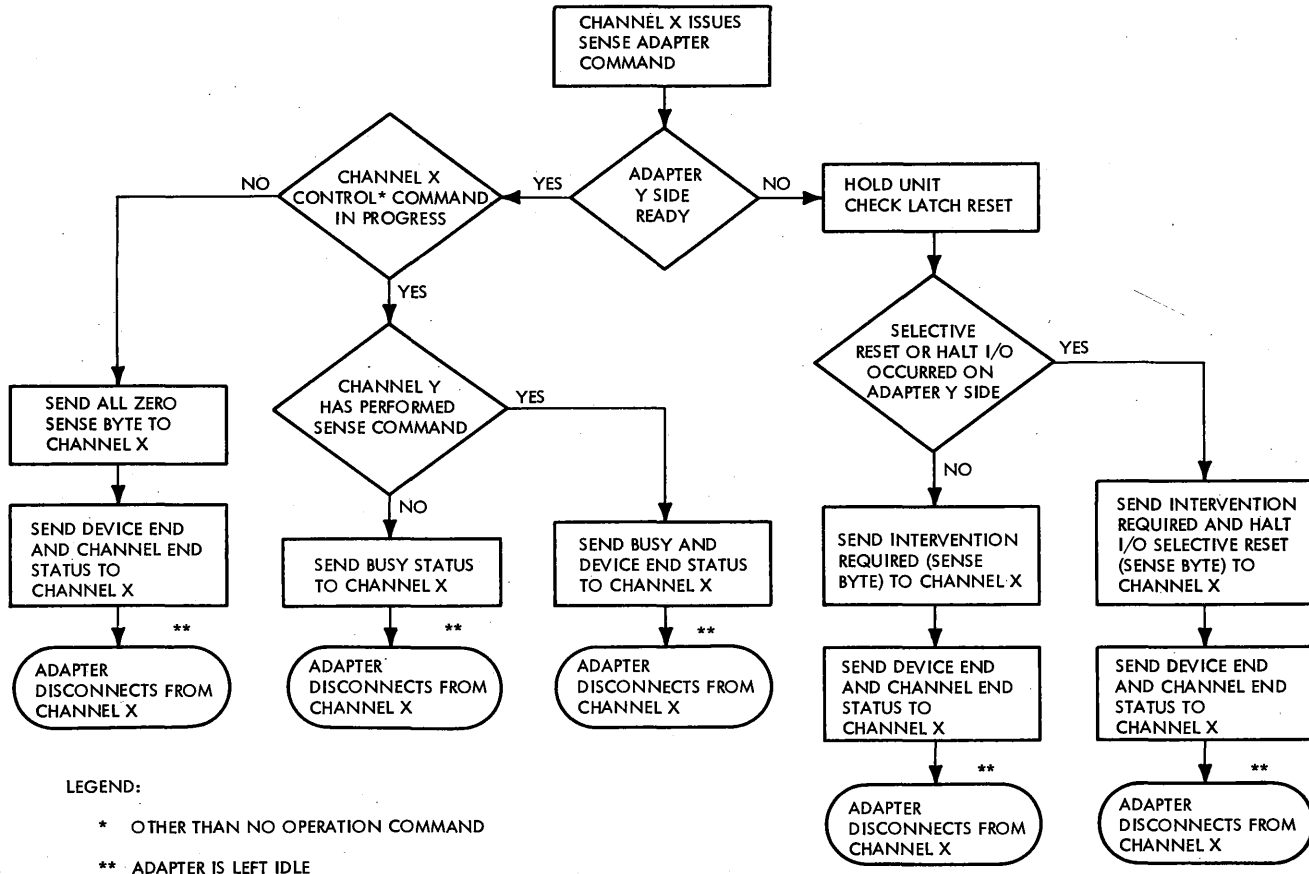 CHANNEL X ISSUES
SENSE ADAPTER
COMMAND
ADAPTER
Y SIDE
READY
YES
NO
CHANNEL X
CONTROL* COMMAND
IN PROGRESS
NO
YES
HOLD UNIT
CHECK LATCH RESET
SELECTIVE
RESET OR HALT I/O
OCCURRED ON
ADAPTER Y SIDE
YES
NO
CHANNEL Y
HAS PERFORMED
SENSE COMMAND
YES
NO
SEND ALL ZERO
SENSE BYTE TO
CHANNEL X
SEND DEVICE END
AND CHANNEL END
STATUS TO
CHANNEL X
**
ADAPTER
DISCONNECTS FROM
CHANNEL X
SEND BUSY STATUS
TO CHANNEL X
**
ADAPTER
DISCONNECTS FROM
CHANNEL X
SEND BUSY AND
DEVICE END STATUS
TO CHANNEL X
**
ADAPTER
DISCONNECTS FROM
CHANNEL X
SEND INTERVENTION
REQUIRED (SENSE
BYTE) TO CHANNEL X
SEND DEVICE END
AND CHANNEL END
STATUS TO
CHANNEL X
**
ADAPTER
DISCONNECTS FROM
CHANNEL X
SEND INTERVENTION
REQUIRED AND HALT
I/O SELECTIVE RESET
(SENSE BYTE) TO
CHANNEL X
SEND DEVICE END
AND CHANNEL END
STATUS TO
CHANNEL X
**
ADAPTER
DISCONNECTS FROM
CHANNEL X
LEGEND:
* OTHER THAN NO OPERATION COMMAND
** ADAPTER IS LEFT IDLE